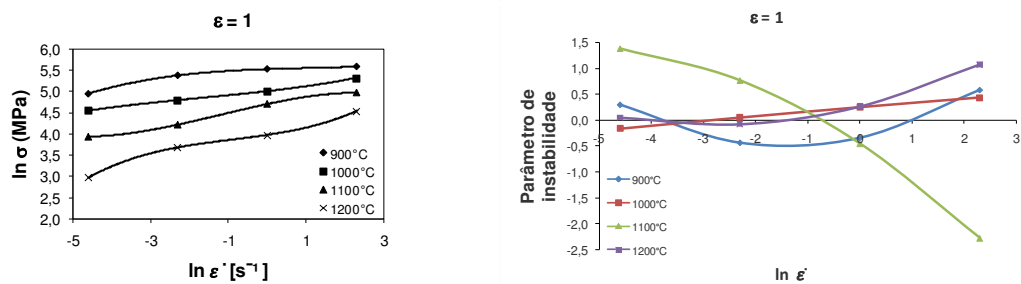 ε = 1
6,0
5,5
5,0
4,5
4,0
3,5
3,0
2,5
2,0
ln σ (MPa)
900°C
1000°C
1100°C
1200°C
-5 -3 -1 1 3
ln ε˙ [s⁻¹]
ε = 1
1,5
1,0
0,5
0,0
-0,5
-1,0
-1,5
-2,0
-2,5
-5 -4 -3 -2 -1 0 1 2 3
Parâmetro de
instabilidade
900°C
1000°C
1100°C
1200°C
ln ε˙